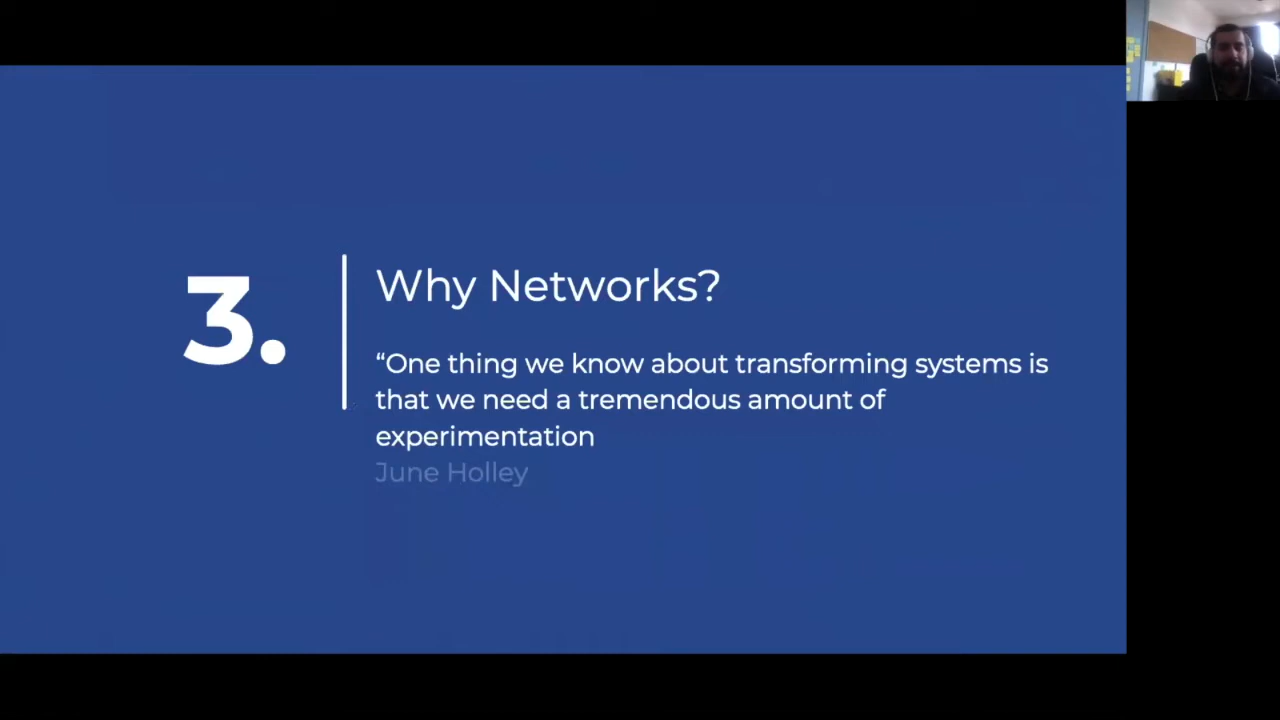 3.
Why Networks?
“One thing we know about transforming systems is
that we need a tremendous amount of
experimentation
June Holley